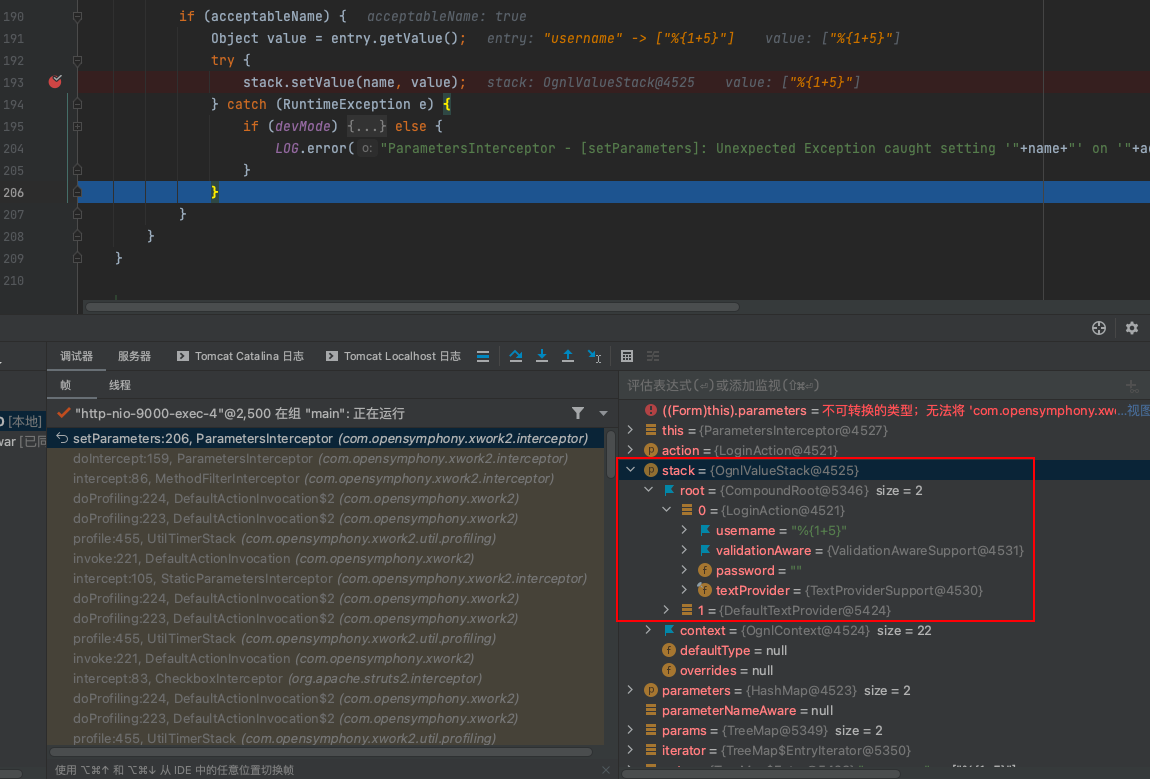 190 if (acceptableName) { acceptableName: true
191 Object value = entry.getValue(); entry: "username" -> ["%{1+5}"] value: ["%{1+5}"]
192 try {
193 stack.setValue(name, value); stack: OgnlValueStack@4525 value: ["%{1+5}"]
194 } catch (RuntimeException e) {
195 if (devMode) {...} else {
204 LOG.error( o: "ParametersInterceptor - [setParameters]: Unexpected Exception caught setting '"+name+"' on '"+a
205 }
206 }
207 }
208 }
209 }
210
调试器 服务器 Tomcat Catalina 日志 Tomcat Localhost 日志
帧 线程
评估表达式(⏎)或添加监视(⇧⌘⏎)
[本地]
war [已同
"http-nio-9000-exec-4"@2,500 在组 "main": 正在运行
setParameters:206, ParametersInterceptor (com.opensymphony.xwork2.interceptor)
doIntercept:159, ParametersInterceptor (com.opensymphony.xwork2.interceptor)
intercept:86, MethodFilterInterceptor (com.opensymphony.xwork2.interceptor)
doProfiling:224, DefaultActionInvocation$2 (com.opensymphony.xwork2)
doProfiling:223, DefaultActionInvocation$2 (com.opensymphony.xwork2)
profile:455, UtilTimerStack (com.opensymphony.xwork2.util.profiling)
invoke:221, DefaultActionInvocation (com.opensymphony.xwork2)
intercept:105, StaticParametersInterceptor (com.opensymphony.xwork2.interceptor)
doProfiling:224, DefaultActionInvocation$2 (com.opensymphony.xwork2)
doProfiling:223, DefaultActionInvocation$2 (com.opensymphony.xwork2)
profile:455, UtilTimerStack (com.opensymphony.xwork2.util.profiling)
invoke:221, DefaultActionInvocation (com.opensymphony.xwork2)
intercept:83, CheckboxInterceptor (org.apache.struts2.interceptor)
doProfiling:224, DefaultActionInvocation$2 (com.opensymphony.xwork2)
doProfiling:223, DefaultActionInvocation$2 (com.opensymphony.xwork2)
profile:455, UtilTimerStack (com.opensymphony.xwork2.util.profiling)
使用 ⌥⌘↑ 和 ⌥⌘↓ 从 IDE 中的任意位置切换帧
((Form)this).parameters = 不可转换的类型；无法将 'com.opensymphony.xw...视图
this = {ParametersInterceptor@4527}
action = {LoginAction@4521}
stack = {OgnlValueStack@4525}
root = {CompoundRoot@5346} size = 2
0 = {LoginAction@4521}
username = "%{1+5}"
validationAware = {ValidationAwareSupport@4531}
password = ""
textProvider = {TextProviderSupport@4530}
1 = {DefaultTextProvider@5424}
context = {OgnlContext@4524} size = 22
defaultType = null
overrides = null
parameters = {HashMap@4523} size = 2
parameterNameAware = null
params = {TreeMap@5349} size = 2
iterator = {TreeMap$EntryIterator@5350}